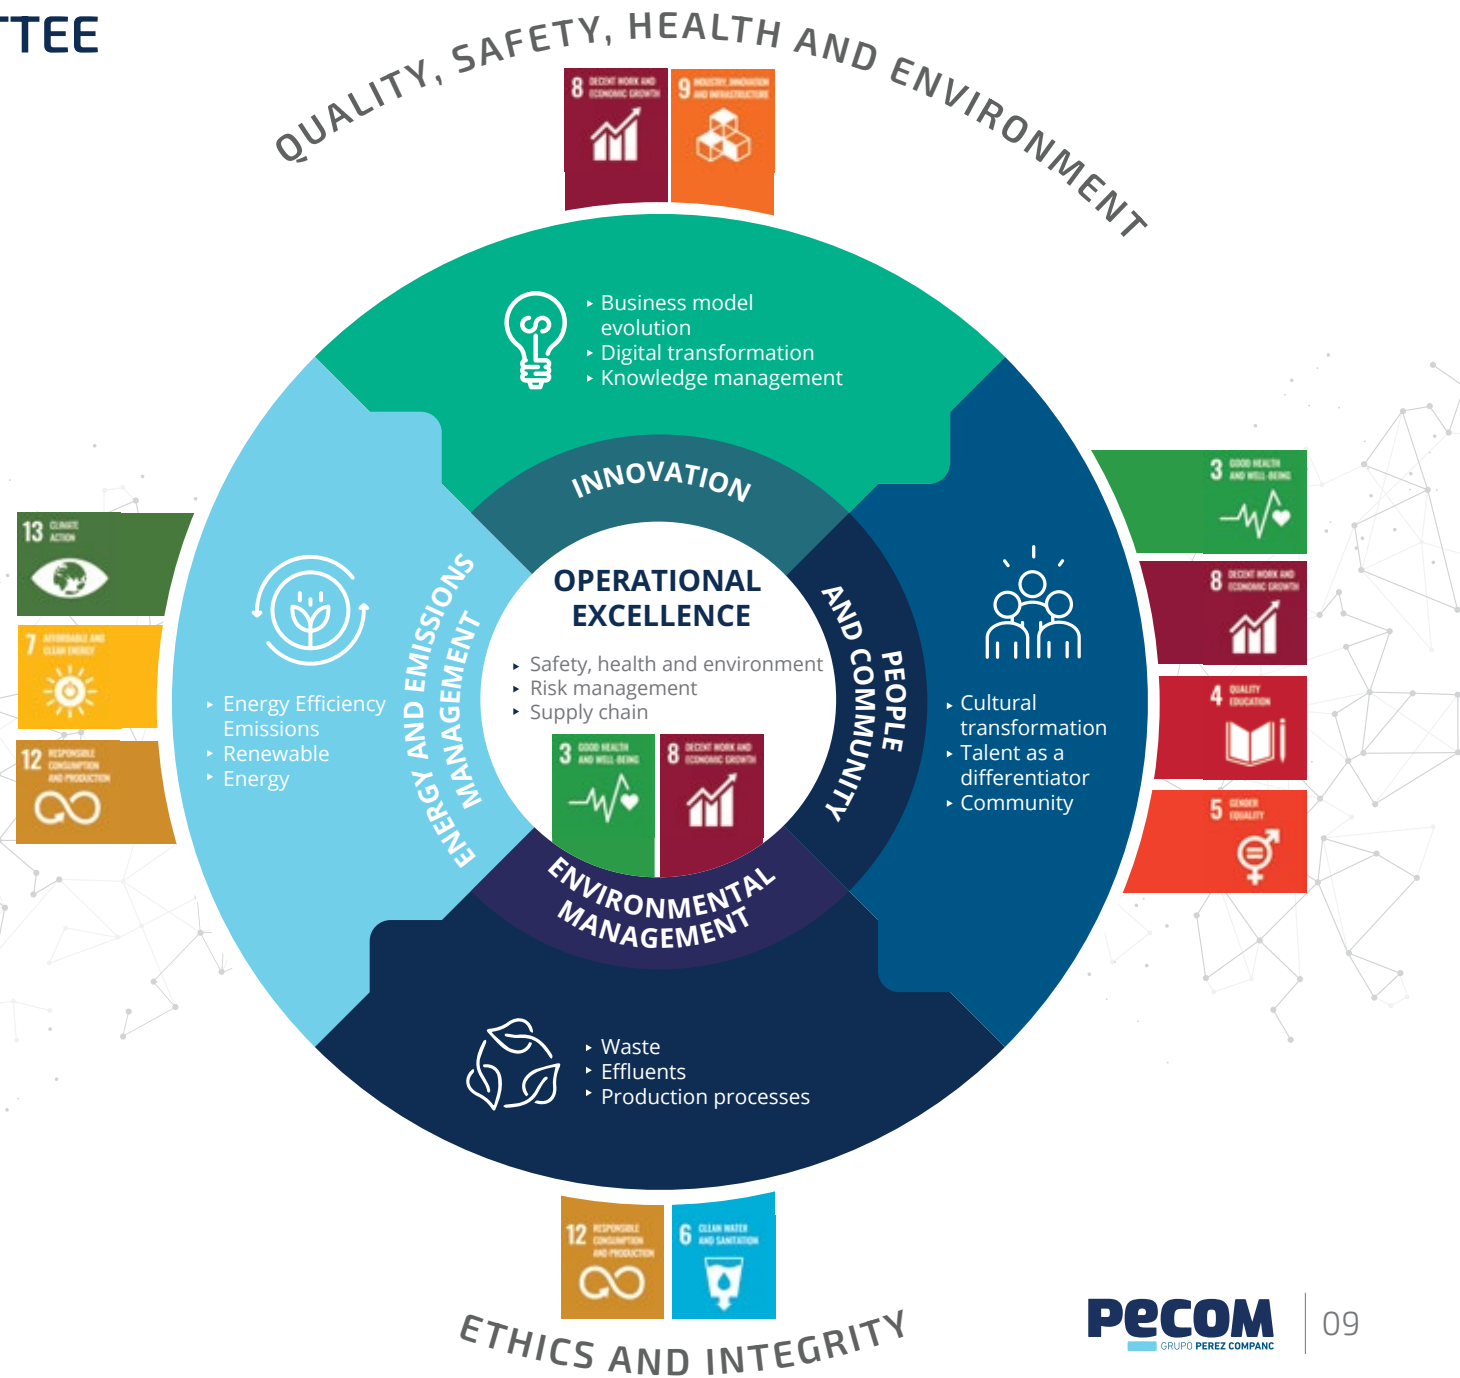 TTEE
QUALITY, SAFETY, HEALTH AND ENVIRONMENT
8 DECENT WORK AND
ECONOMIC GROWTH
9 INDUSTRY, INNOVATION
AND INFRASTRUCTURE
Business model
evolution
Digital transformation
Knowledge management
INNOVATION
13 CLIMATE
ACTION
7 AFFORDABLE AND
CLEAN ENERGY
12 RESPONSIBLE
CONSUMPTION
AND PRODUCTION
Energy Efficiency
Emissions
Renewable
Energy
ENERGY AND EMISSIONS
MANAGEMENT
OPERATIONAL
EXCELLENCE
Safety, health and environment
Risk management
Supply chain
3 GOOD HEALTH
AND WELL-BEING
8 DECENT WORK AND
ECONOMIC GROWTH
PEOPLE
AND COMMUNITY
Cultural
transformation
Talent as a
differentiator
Community
3 GOOD HEALTH
AND WELL-BEING
8 DECENT WORK AND
ECONOMIC GROWTH
4 QUALITY
EDUCATION
5 GENDER
EQUALITY
ENVIRONMENTAL
MANAGEMENT
Waste
Effluents
Production processes
12 RESPONSIBLE
CONSUMPTION
AND PRODUCTION
6 CLEAN WATER
AND SANITATION
ETHICS AND INTEGRITY
PECOM
GRUPO PEREZ COMPANC
09